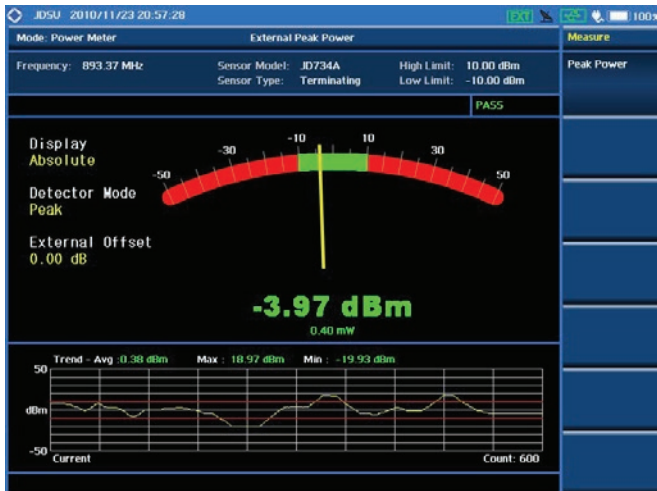 JDSU 2010/11/23 20:57:28 EXT 100%
Mode: Power Meter External Peak Power Measure
Frequency: 893.37 MHz Sensor Model: JD734A High Limit: 10.00 dBm Peak Power
Sensor Type: Terminating Low Limit: -10.00 dBm
PASS
Display
Absolute
Detector Mode
Peak
External Offset
0.00 dB
-50 -30 -10 10 30 50
-3.97 dBm
0.40 mW
Trend - Avg :0.38 dBm Max : 18.97 dBm Min : -19.93 dBm
50
dBm
-50
Current Count: 600